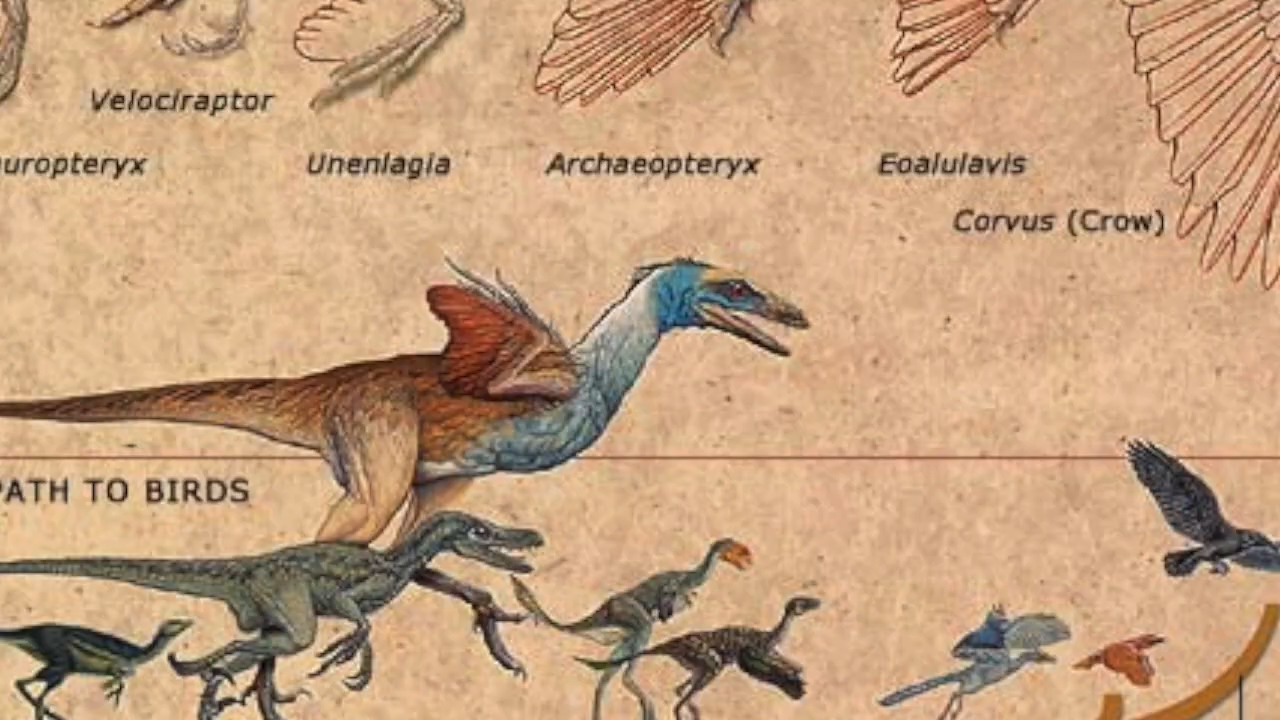 Velociraptor
uropteryx
Unenlagia
Archaeopteryx
Eoalulavis
Corvus (Crow)
PATH TO BIRDS